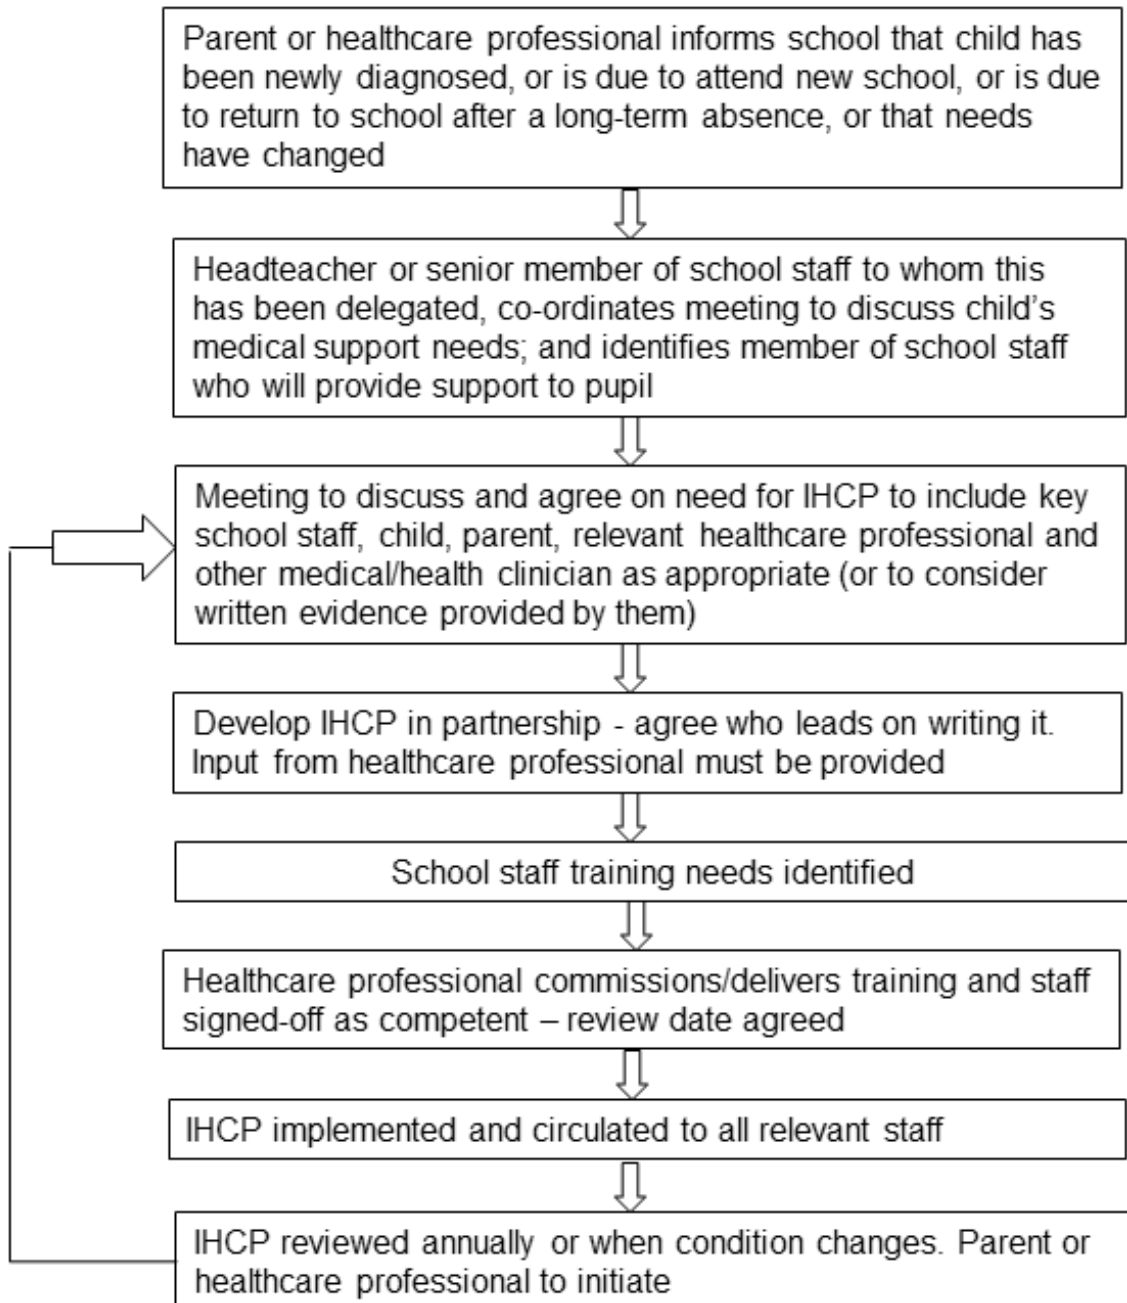 Parent or healthcare professional informs school that child has
been newly diagnosed, or is due to attend new school, or is due
to return to school after a long-term absence, or that needs
have changed
Headteacher or senior member of school staff to whom this
has been delegated, co-ordinates meeting to discuss child’s
medical support needs; and identifies member of school staff
who will provide support to pupil
Meeting to discuss and agree on need for IHCP to include key
school staff, child, parent, relevant healthcare professional and
other medical/health clinician as appropriate (or to consider
written evidence provided by them)
Develop IHCP in partnership - agree who leads on writing it.
Input from healthcare professional must be provided
School staff training needs identified
Healthcare professional commissions/delivers training and staff
signed-off as competent – review date agreed
IHCP implemented and circulated to all relevant staff
IHCP reviewed annually or when condition changes. Parent or
healthcare professional to initiate